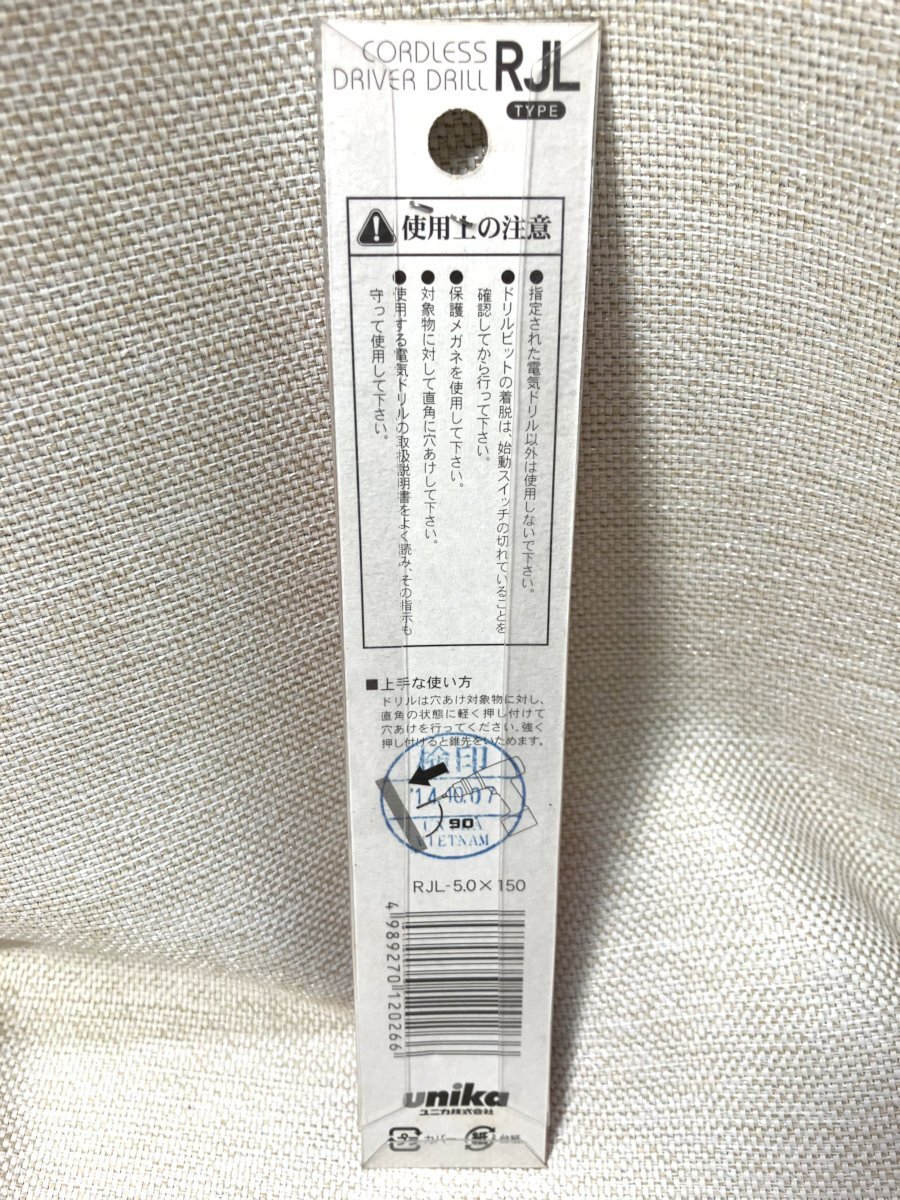 CORDLESS
DRIVER DRILL RJL
TYPE
使用上の注意
●指定された電気ドリル以外は使用しないで下さい。
●ドリルビットの着脱は、始動スイッチの切れていることを
確認してから行って下さい。
●保護メガネを使用して下さい。
●対象物に対して直角に穴あけして下さい。
●使用する電気ドリルの取扱説明書をよく読み、その指示も
守って使用して下さい。
■上手な使い方
ドリルは穴あけ対象物に対し、
直角の状態に軽く押し付けて
穴あけを行ってください。強く
押し付けると錐先をいためます。
検印
'14.10.07
90
VIETNAM
RJL-5.0×150
4989270120266
unika
ユニカ株式会社
プラ カバー 紙 台紙